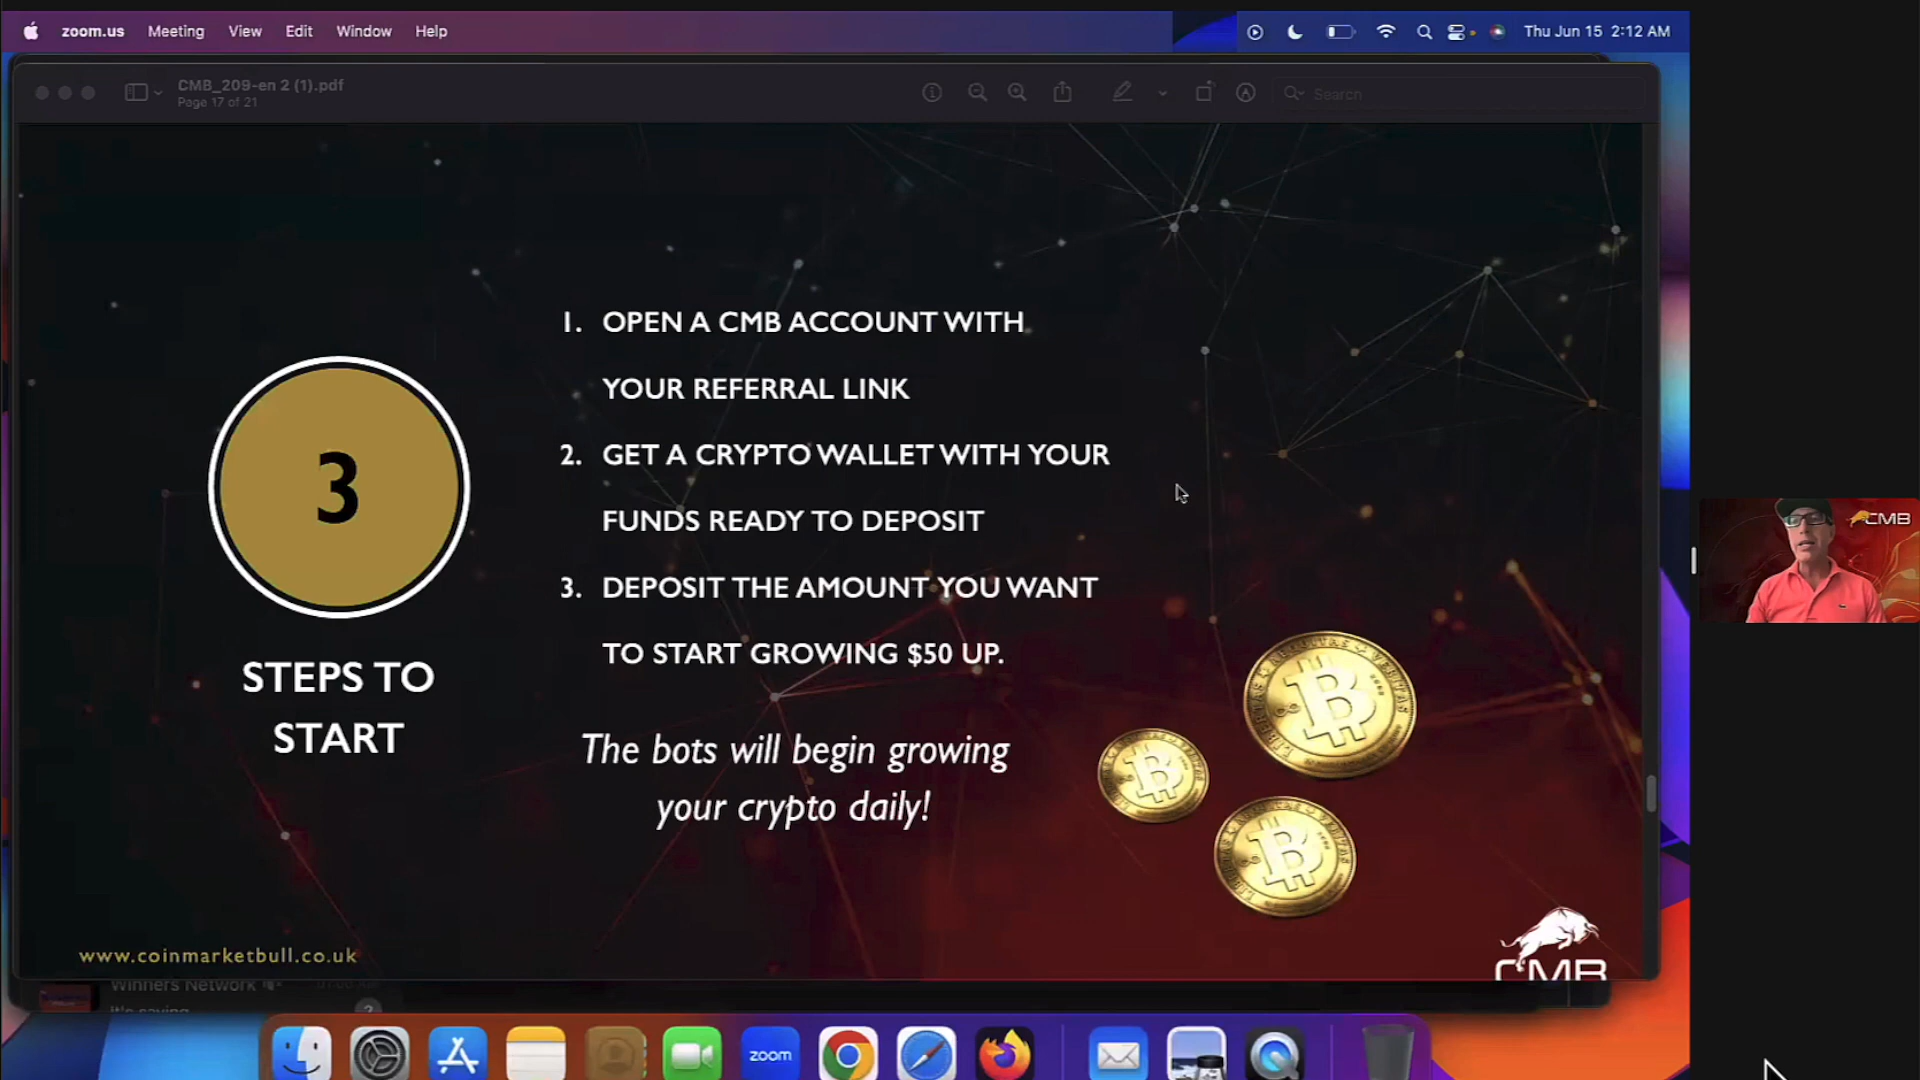 zoom.us Meeting View Edit Window Help Thu Jun 15 2:12 AM
CMB_209-en 2 (1).pdf
Page 17 of 21
Search
1. OPEN A CMB ACCOUNT WITH
YOUR REFERRAL LINK
2. GET A CRYPTO WALLET WITH YOUR
FUNDS READY TO DEPOSIT
3. DEPOSIT THE AMOUNT YOU WANT
TO START GROWING $50 UP.
3
STEPS TO
START
The bots will begin growing
your crypto daily!
www.coinmarketbull.co.uk
CMB
CMB
Winners Network
zoom